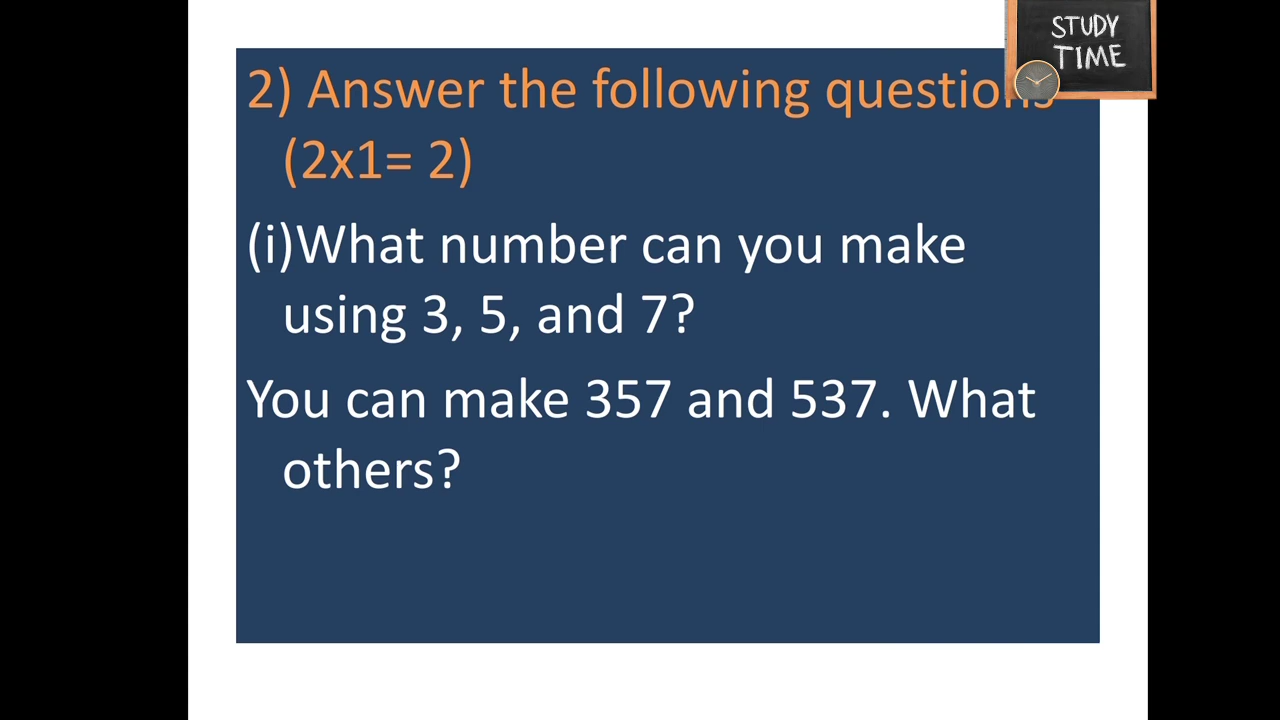 STUDY
TIME
2) Answer the following questions
(2x1= 2)
(i)What number can you make
using 3, 5, and 7?
You can make 357 and 537. What
others?